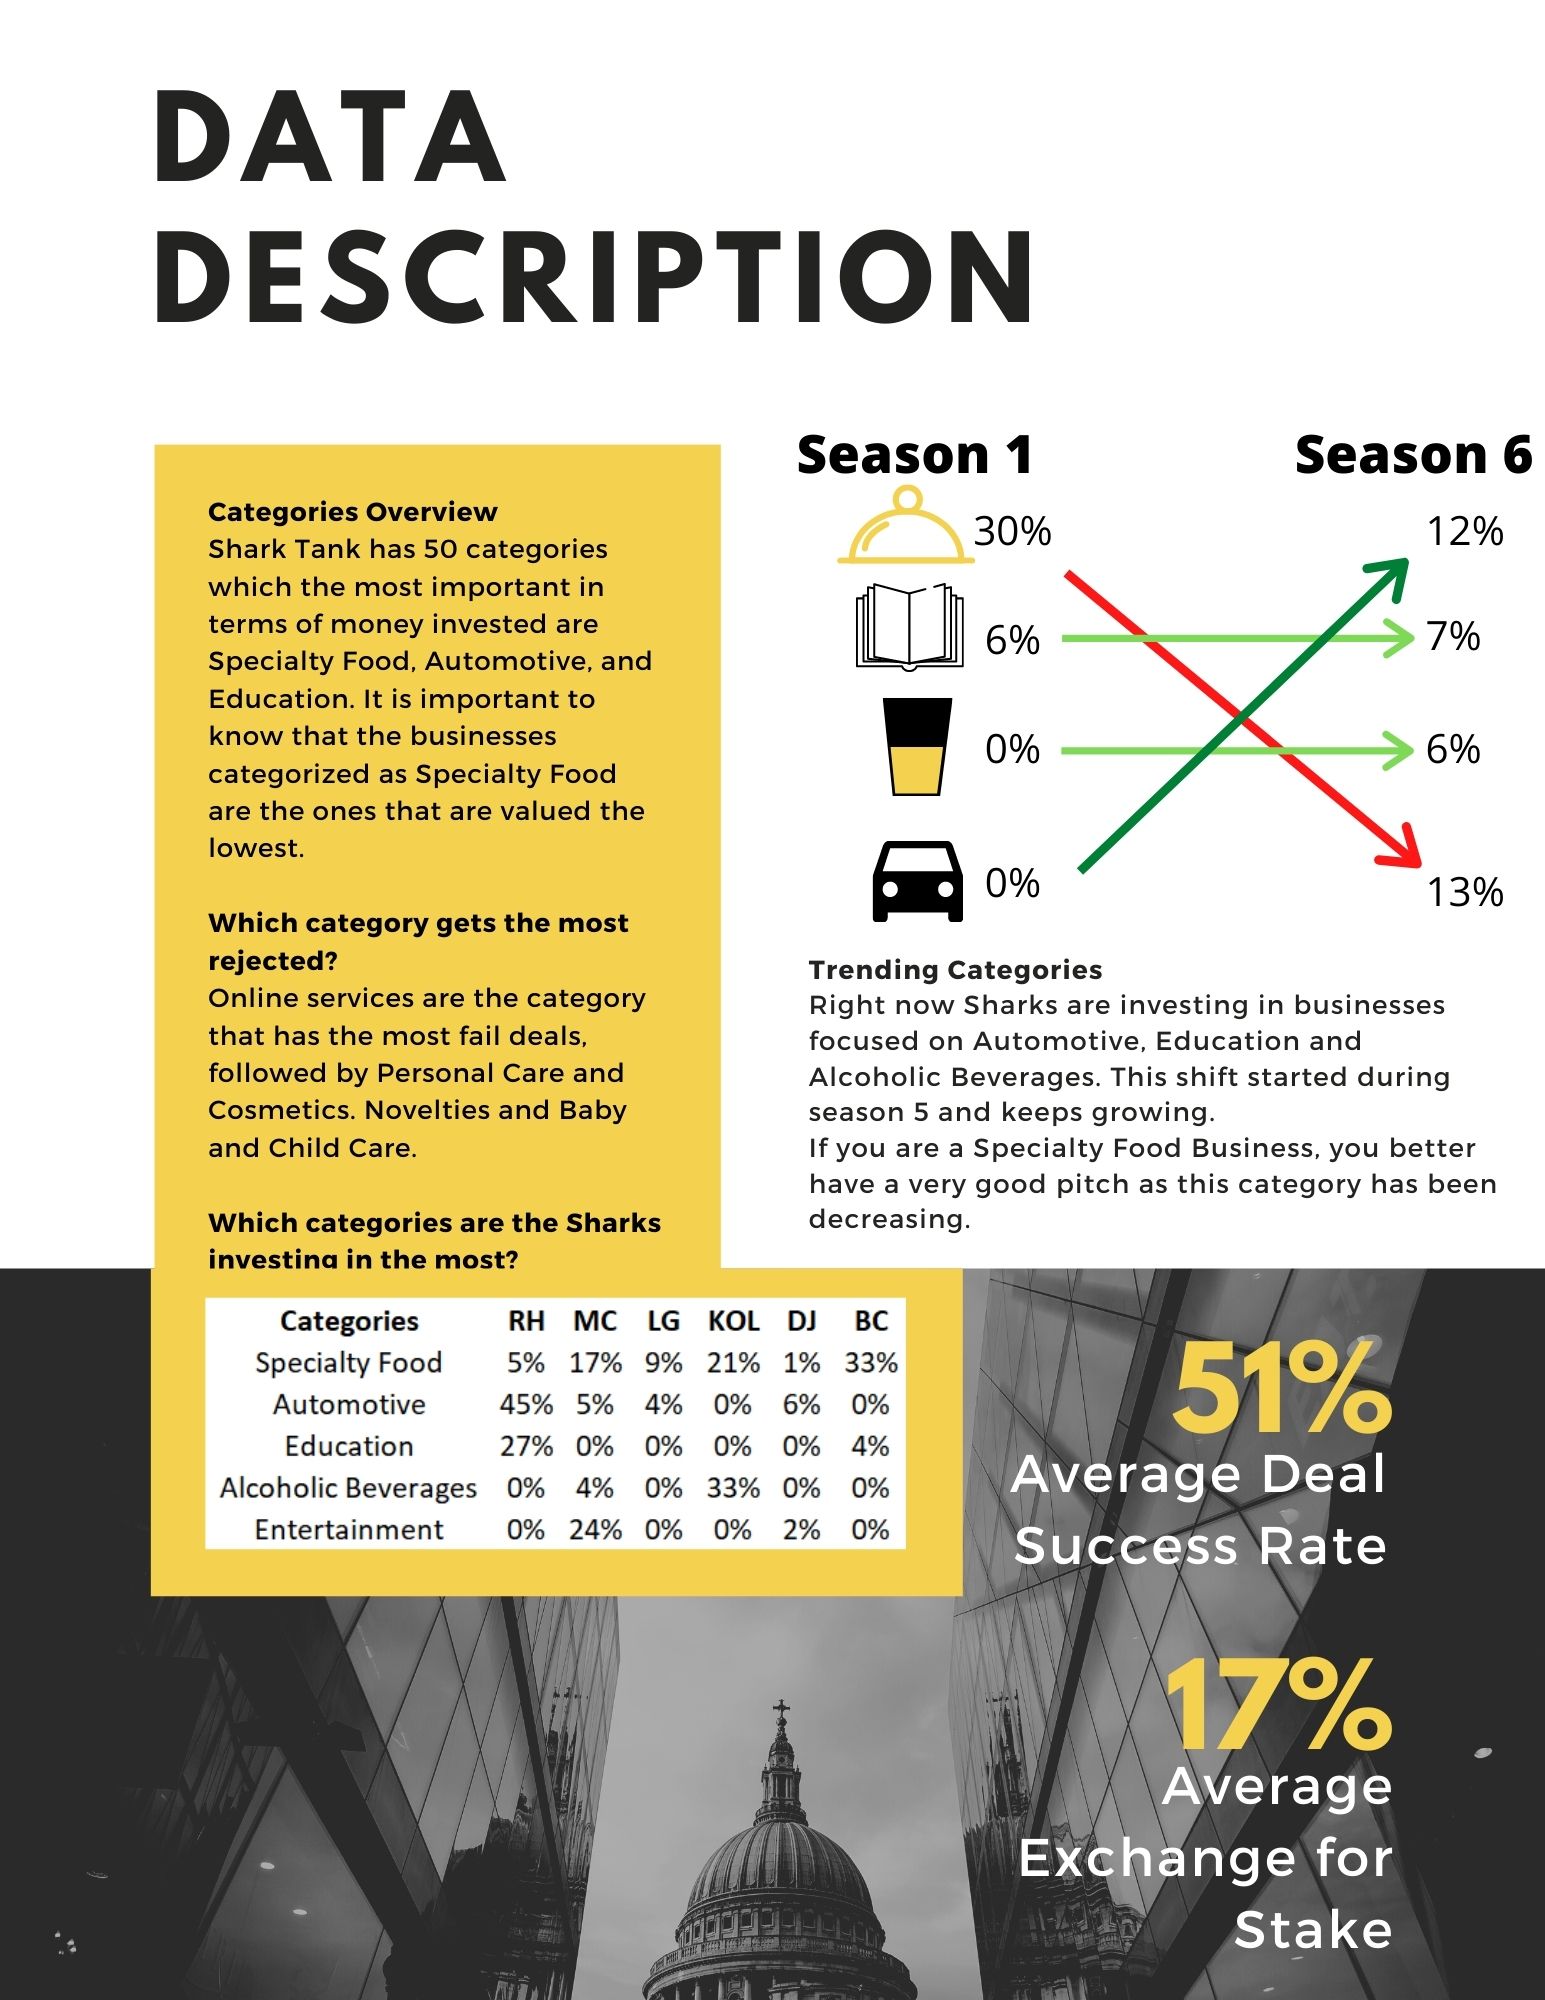 DATA
DESCRIPTION
Categories Overview
Shark Tank has 50 categories
which the most important in
terms of money invested are
Specialty Food, Automotive, and
Education. It is important to
know that the businesses
categorized as Specialty Food
are the ones that are valued the
lowest.
Which category gets the most
rejected?
Online services are the category
that has the most fail deals,
followed by Personal Care and
Cosmetics. Novelties and Baby
and Child Care.
Which categories are the Sharks
investing in the most?
Season 1 Season 6
30% 12%
6% 7%
0% 6%
0% 13%
Trending Categories
Right now Sharks are investing in businesses
focused on Automotive, Education and
Alcoholic Beverages. This shift started during
season 5 and keeps growing.
If you are a Specialty Food Business, you better
have a very good pitch as this category has been
decreasing.
Categories RH MC LG KOL DJ BC
Specialty Food 5% 17% 9% 21% 1% 33%
Automotive 45% 5% 4% 0% 6% 0%
Education 27% 0% 0% 0% 0% 4%
Alcoholic Beverages 0% 4% 0% 33% 0% 0%
Entertainment 0% 24% 0% 0% 2% 0%
51%
Average Deal
Success Rate
17%
Average
Exchange for
Stake